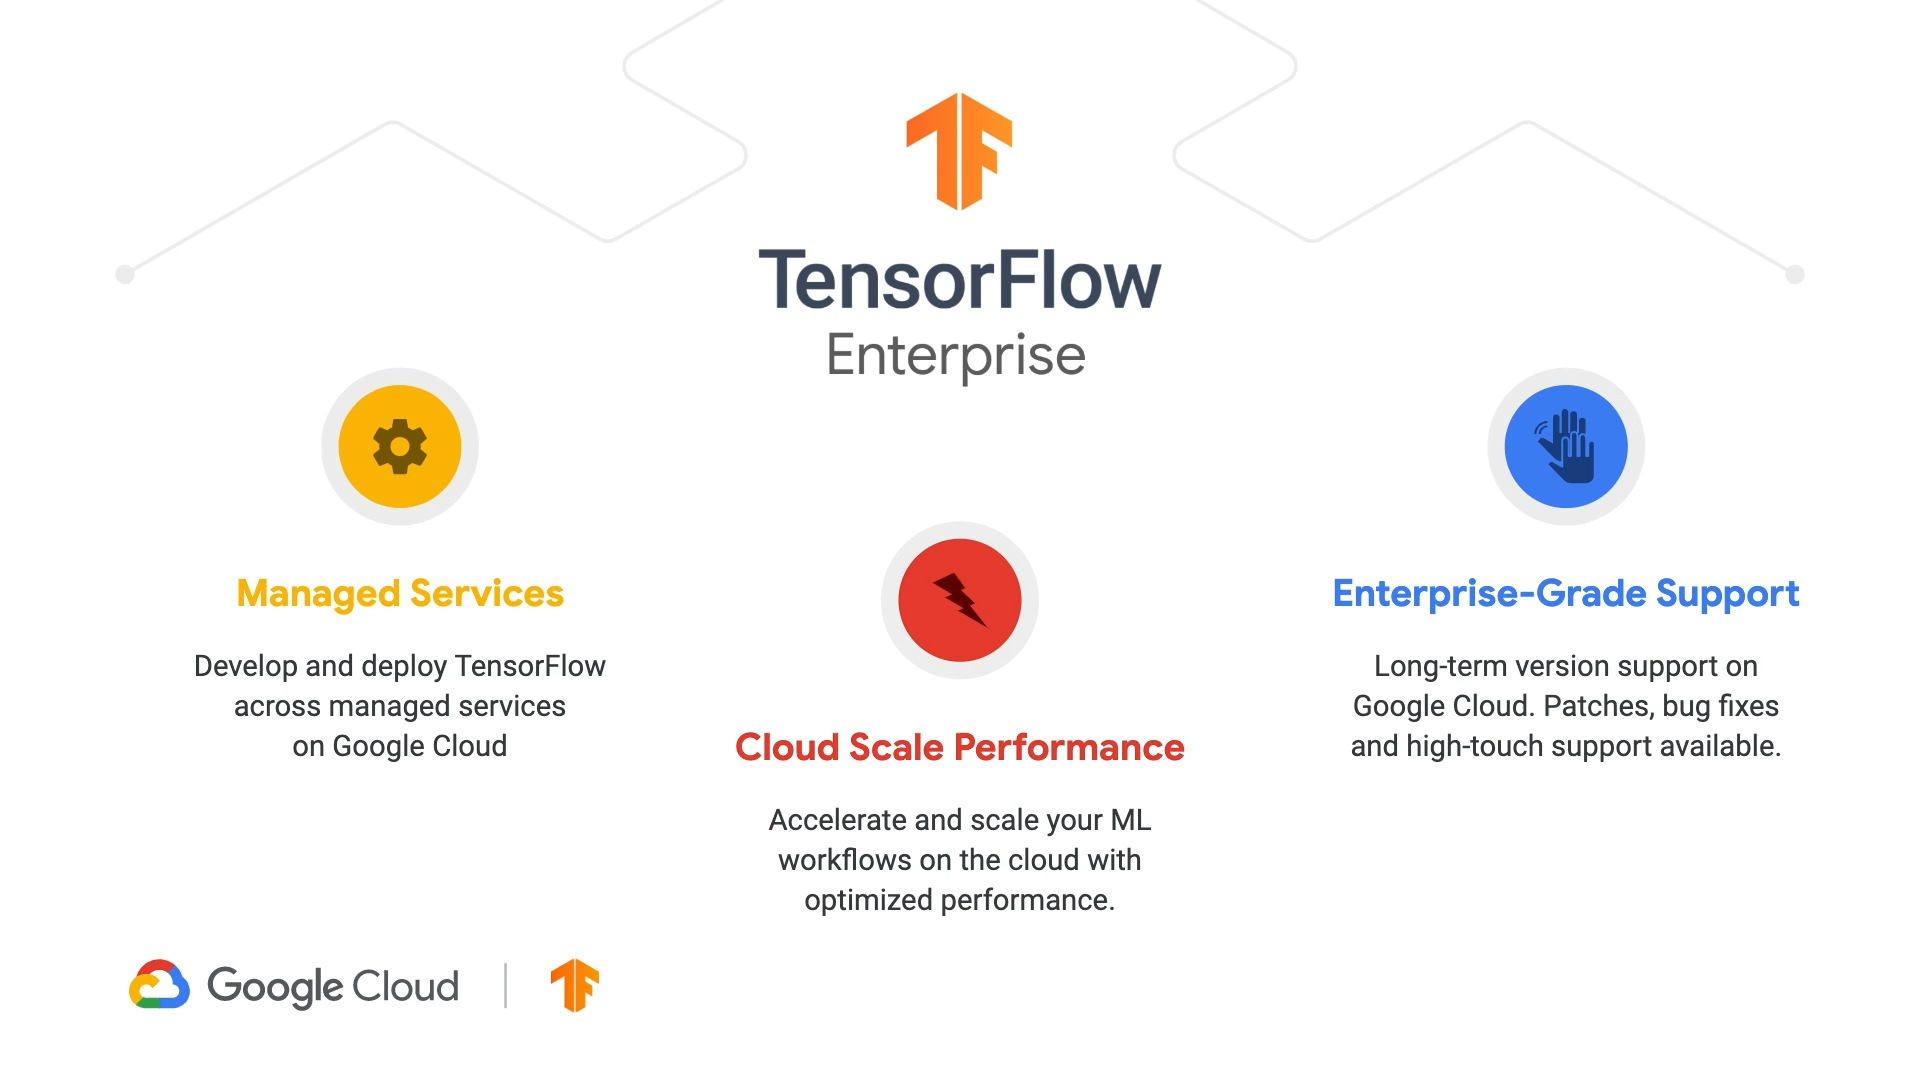 TensorFlow
Enterprise
Managed Services
Develop and deploy TensorFlow
across managed services
on Google Cloud
Cloud Scale Performance
Accelerate and scale your ML
workflows on the cloud with
optimized performance.
Enterprise-Grade Support
Long-term version support on
Google Cloud. Patches, bug fixes
and high-touch support available.
Google Cloud